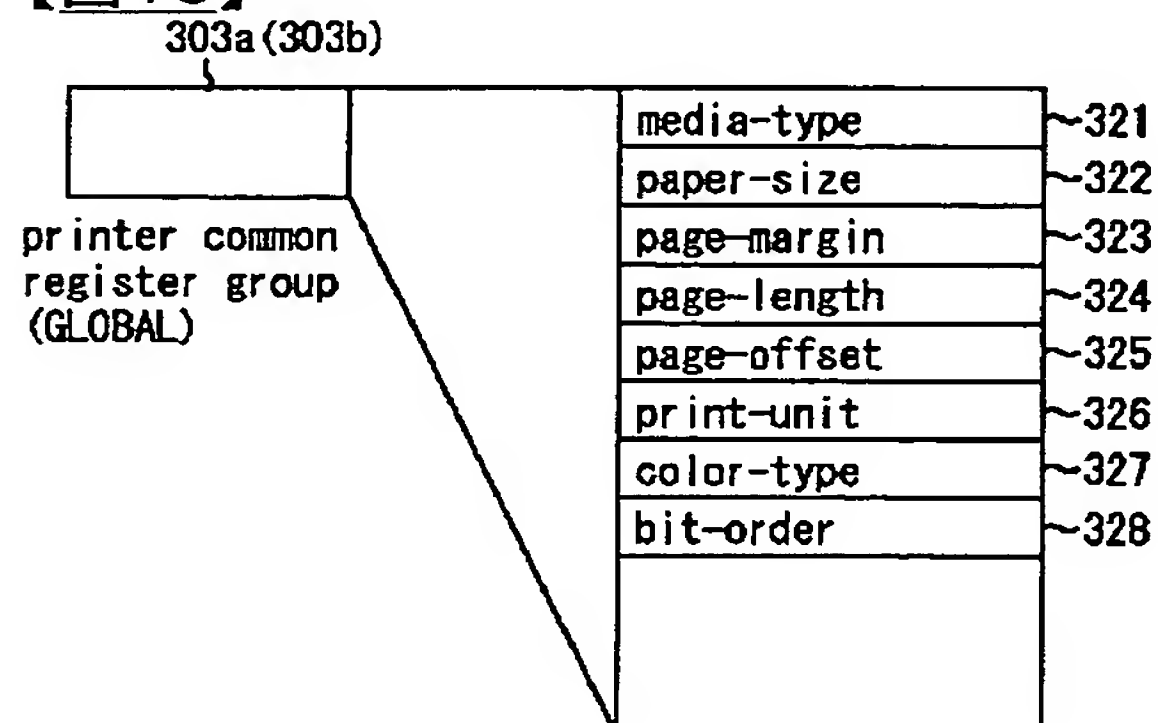 303a(303b)
media-type ~321
paper-size ~322
page-margin ~323
page-length ~324
page-offset ~325
print-unit ~326
color-type ~327
bit-order ~328
printer common
register group
(GLOBAL)